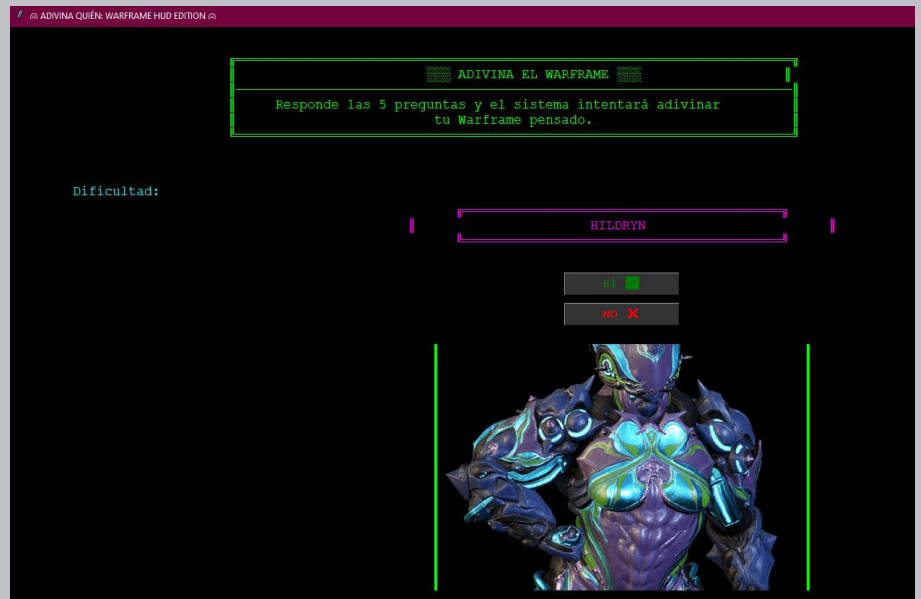 ADIVINA QUIÉN: WARFRAME HUD EDITION
ADIVINA EL WARFRAME
Responde las 5 preguntas y el sistema intentará adivinar
tu Warframe pensado.
Dificultad:
HILDRYN
SÍ
NO